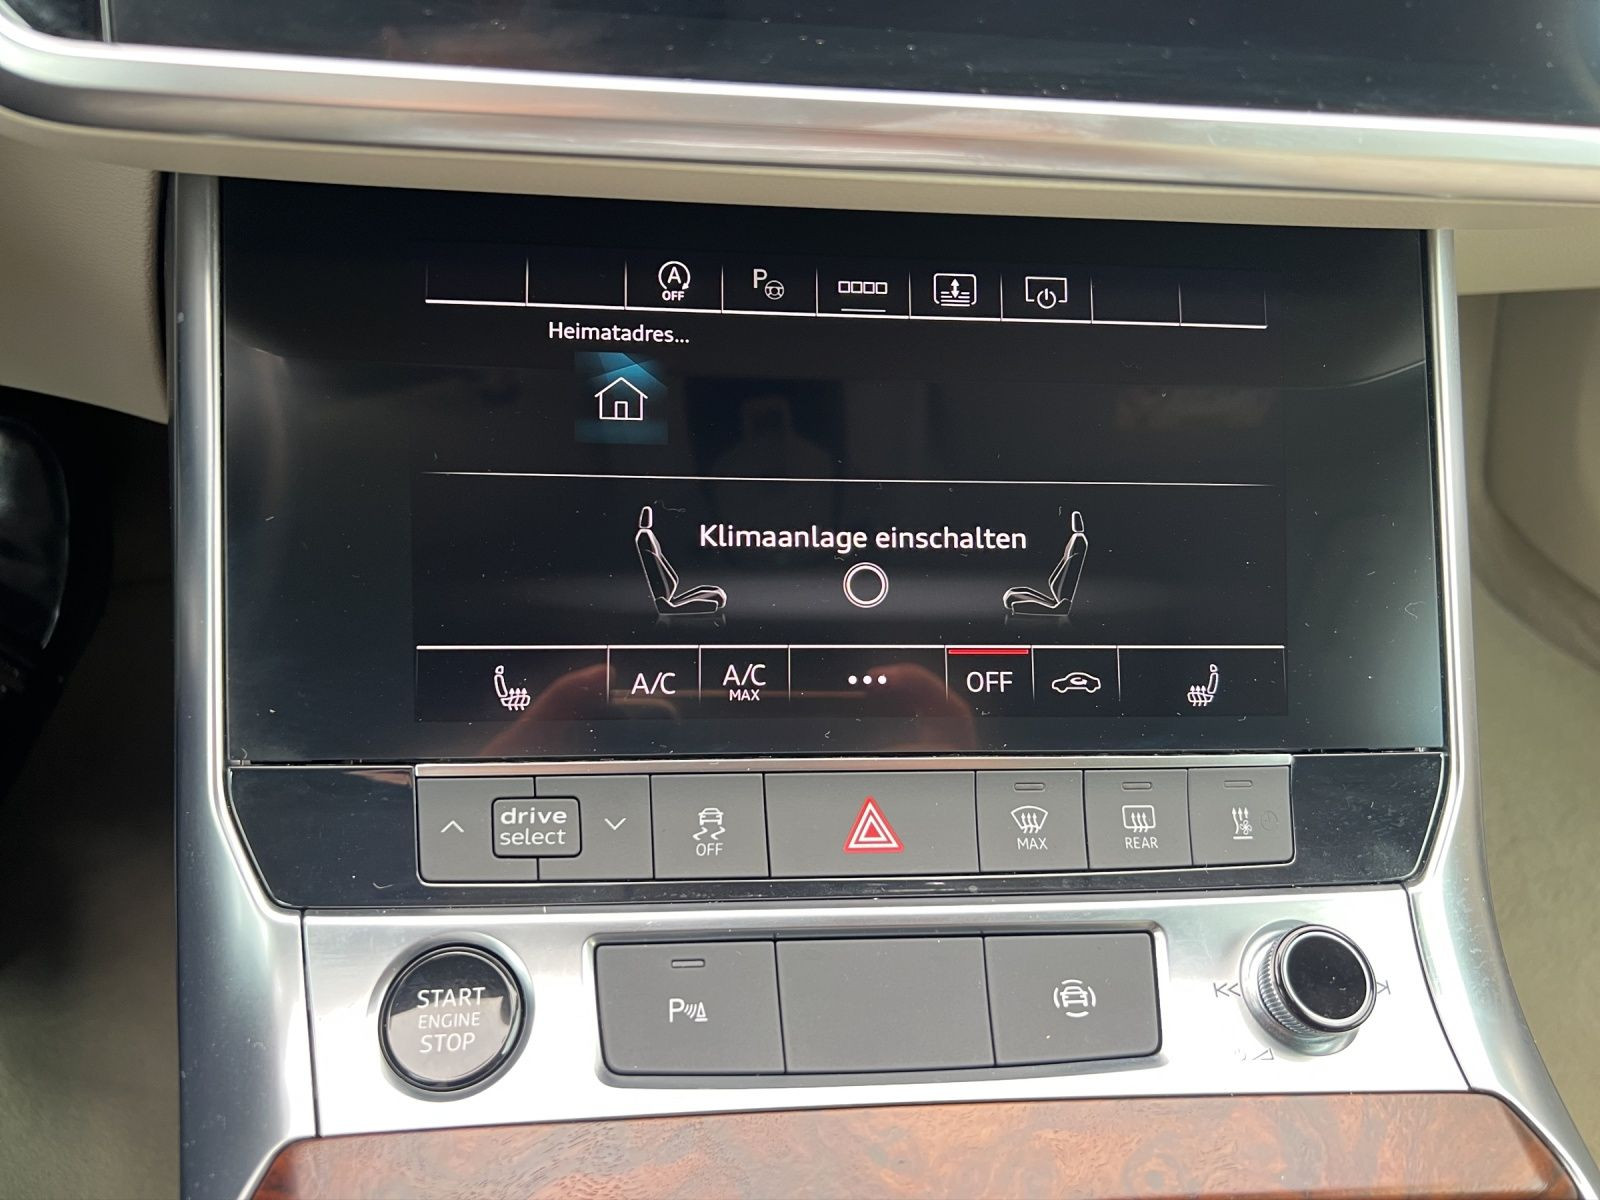 A
OFF
P
Heimatadres...
Klimaanlage einschalten
A/C
A/C
MAX
OFF
drive
select
OFF
MAX
REAR
START
ENGINE
STOP
P